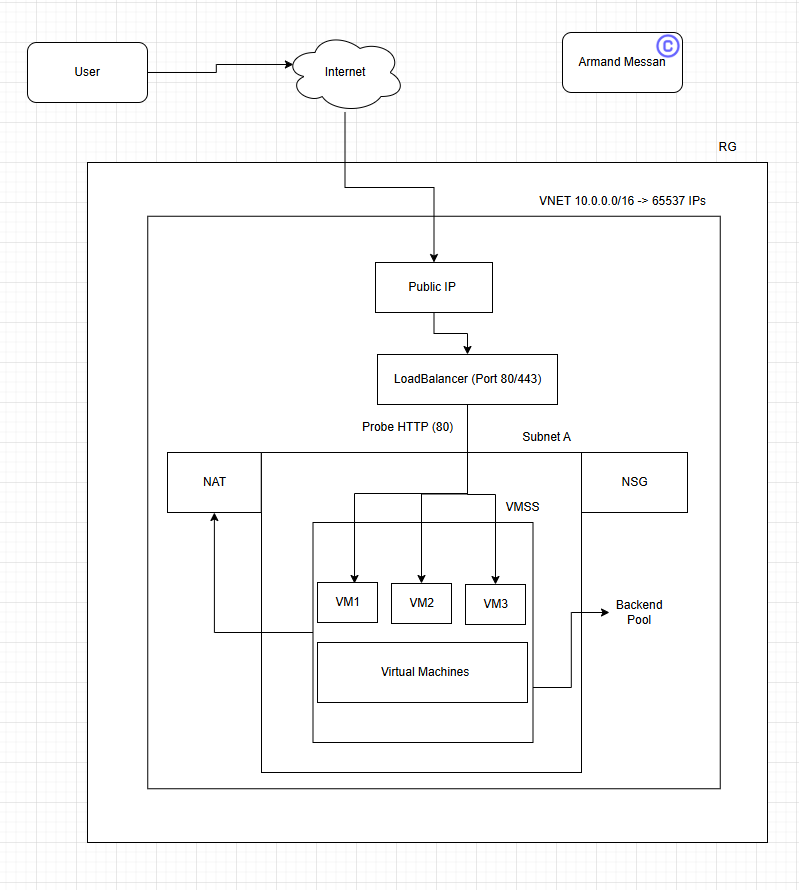 User
Internet
©
Armand Messan
RG
VNET 10.0.0.0/16 -> 65537 IPs
Public IP
LoadBalancer (Port 80/443)
Probe HTTP (80)
Subnet A
NAT
NSG
VMSS
VM1
VM2
VM3
Backend
Pool
Virtual Machines